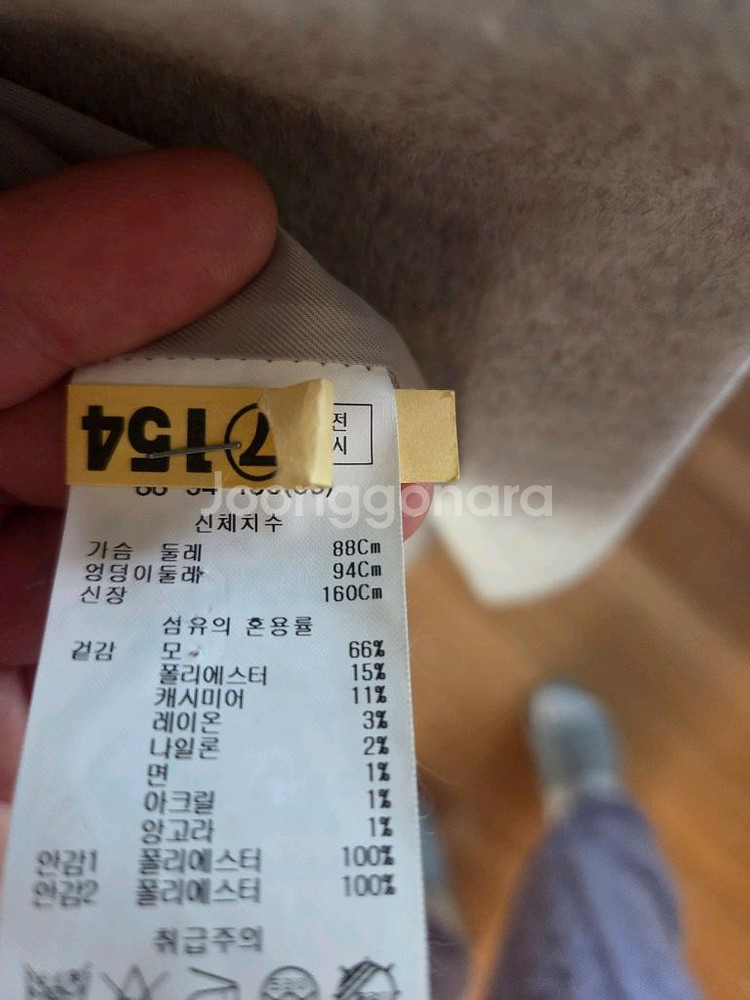 ⑦154
전
시
Joonggonara
신체치수
가슴 둘레 88Cm
엉덩이둘레 94Cm
신장 160Cm
섬유의 혼용률
겉감 모 66%
폴리에스터 15%
캐시미어 11%
레이온 3%
나일론 2%
면 1%
아크릴 1%
앙고라 1%
안감1 폴리에스터 100%
안감2 폴리에스터 100%
취급주의